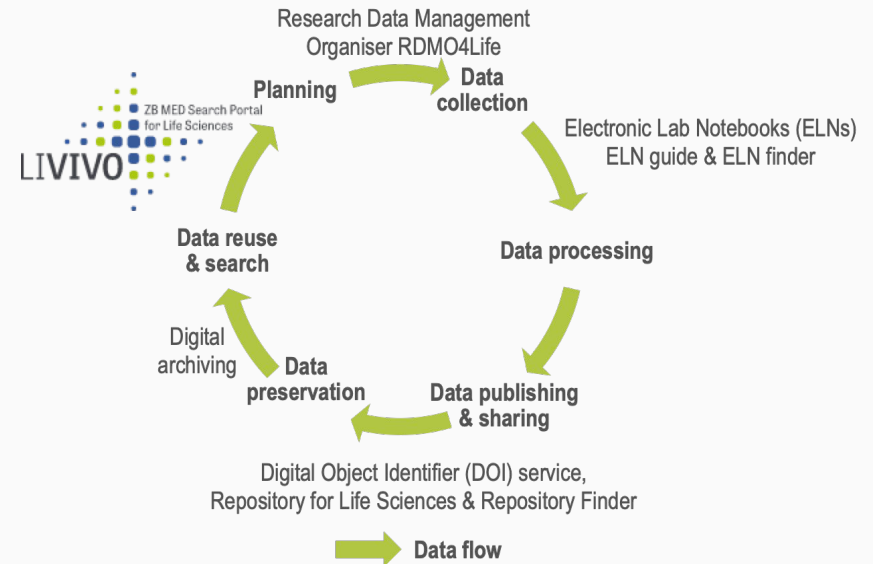 Research Data Management
Organiser RDMO4Life
Planning
Data
collection
ZB MED Search Portal
for Life Sciences
LIVIVO
Electronic Lab Notebooks (ELNs)
ELN guide & ELN finder
Data reuse
& search
Data processing
Digital
archiving
Data
preservation
Data publishing
& sharing
Digital Object Identifier (DOI) service,
Repository for Life Sciences & Repository Finder
Data flow